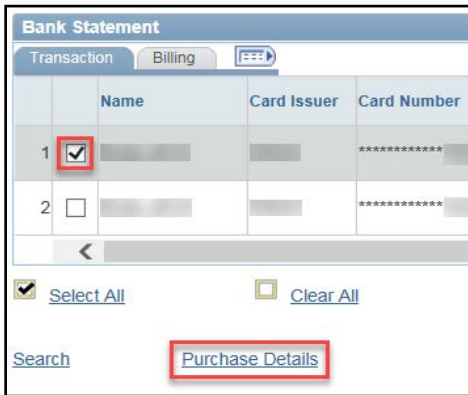 Bank Statement
Transaction Billing
Name Card Issuer Card Number
1 ************
2 ************
Select All Clear All
Search Purchase Details